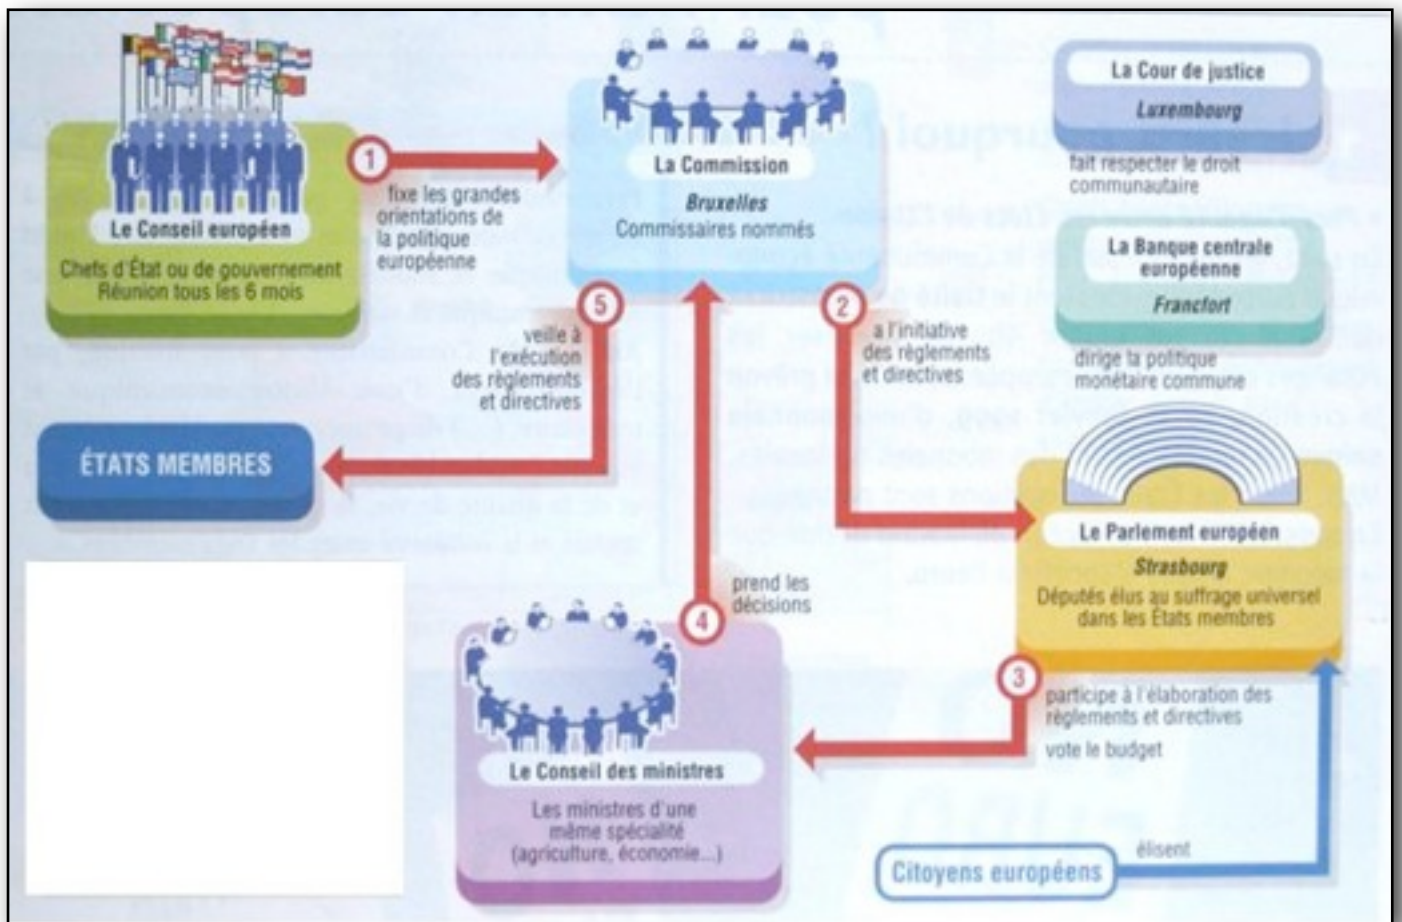 Le Conseil européen
Chefs d'État ou de gouvernement
Réunion tous les 6 mois
1
fixe les grandes
orientations de
la politique
européenne
La Commission
Bruxelles
Commissaires nommés
La Cour de justice
Luxembourg
fait respecter le droit
communautaire
La Banque centrale
européenne
Francfort
dirige la politique
monétaire commune
5
veille à
l'exécution
des règlements
et directives
2
a l'initiative
des règlements
et directives
ÉTATS MEMBRES
Le Parlement européen
Strasbourg
Députés élus au suffrage universel
dans les États membres
prend les
décisions
4
3
participe à l'élaboration des
règlements et directives
vote le budget
Le Conseil des ministres
Les ministres d'une
même spécialité
(agriculture, économie...)
Citoyens européens
élisent